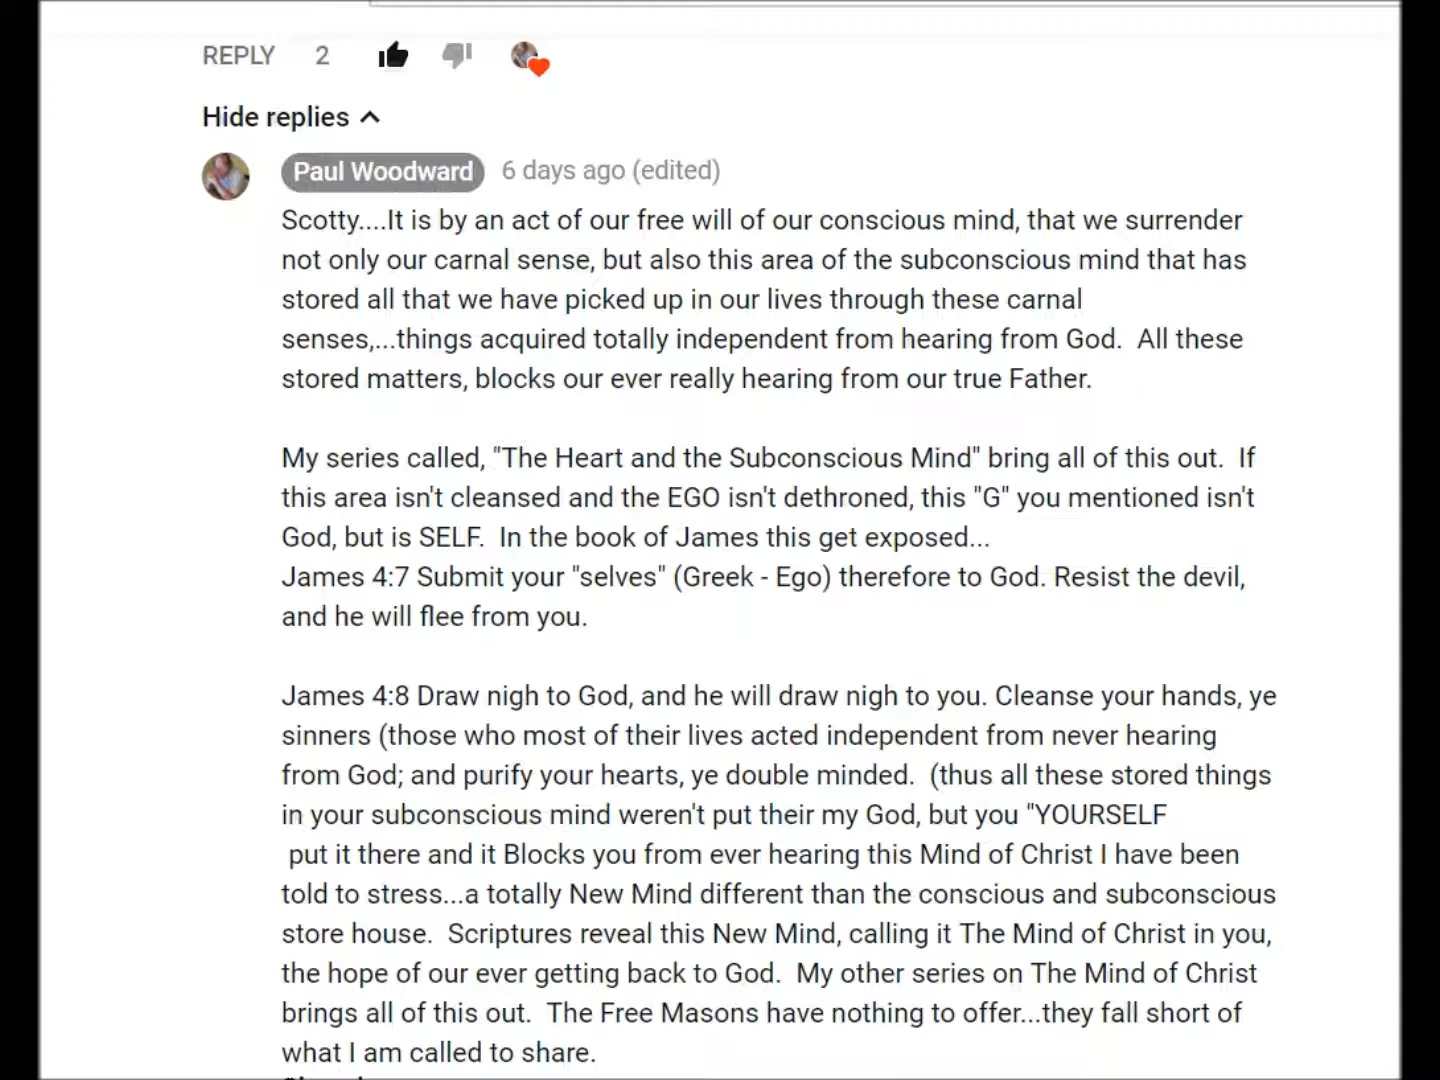 REPLY 2
Hide replies
Paul Woodward 6 days ago (edited)
Scotty....It is by an act of our free will of our conscious mind, that we surrender
not only our carnal sense, but also this area of the subconscious mind that has
stored all that we have picked up in our lives through these carnal
senses,...things acquired totally independent from hearing from God.  All these
stored matters, blocks our ever really hearing from our true Father.
My series called, "The Heart and the Subconscious Mind" bring all of this out.  If
this area isn't cleansed and the EGO isn't dethroned, this "G" you mentioned isn't
God, but is SELF.  In the book of James this get exposed...
James 4:7 Submit your "selves" (Greek - Ego) therefore to God. Resist the devil,
and he will flee from you.
James 4:8 Draw nigh to God, and he will draw nigh to you. Cleanse your hands, ye
sinners (those who most of their lives acted independent from never hearing
from God; and purify your hearts, ye double minded.  (thus all these stored things
in your subconscious mind weren't put their my God, but you "YOURSELF
put it there and it Blocks you from ever hearing this Mind of Christ I have been
told to stress...a totally New Mind different than the conscious and subconscious
store house.  Scriptures reveal this New Mind, calling it The Mind of Christ in you,
the hope of our ever getting back to God.  My other series on The Mind of Christ
brings all of this out.  The Free Masons have nothing to offer...they fall short of
what I am called to share.